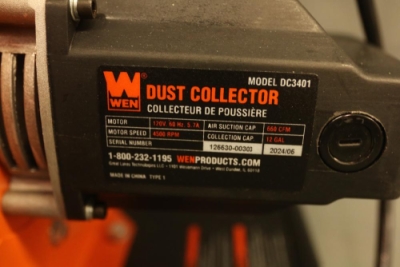 MODEL DC3401
WEN
DUST COLLECTOR
COLLECTEUR DE POUSSIÈRE
MOTOR 120V, 60 Hz, 5.7A AIR SUCTION CAP 660 CFM
MOTOR SPEED 4500 RPM COLLECTION CAP 12 GAL
SERIAL NUMBER 126630-00303 2024/06
1-800-232-1195 WENPRODUCTS.COM
MADE IN CHINA TYPE 1